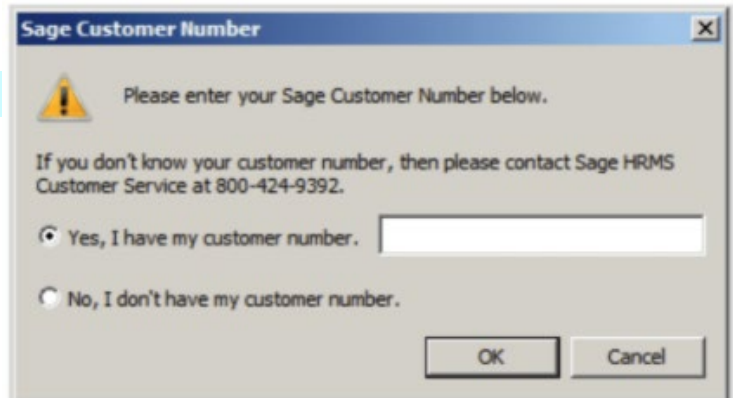 Sage Customer Number
Please enter your Sage Customer Number below.
If you don't know your customer number, then please contact Sage HRMS
Customer Service at 800-424-9392.
Yes, I have my customer number.
No, I don't have my customer number.
OK Cancel